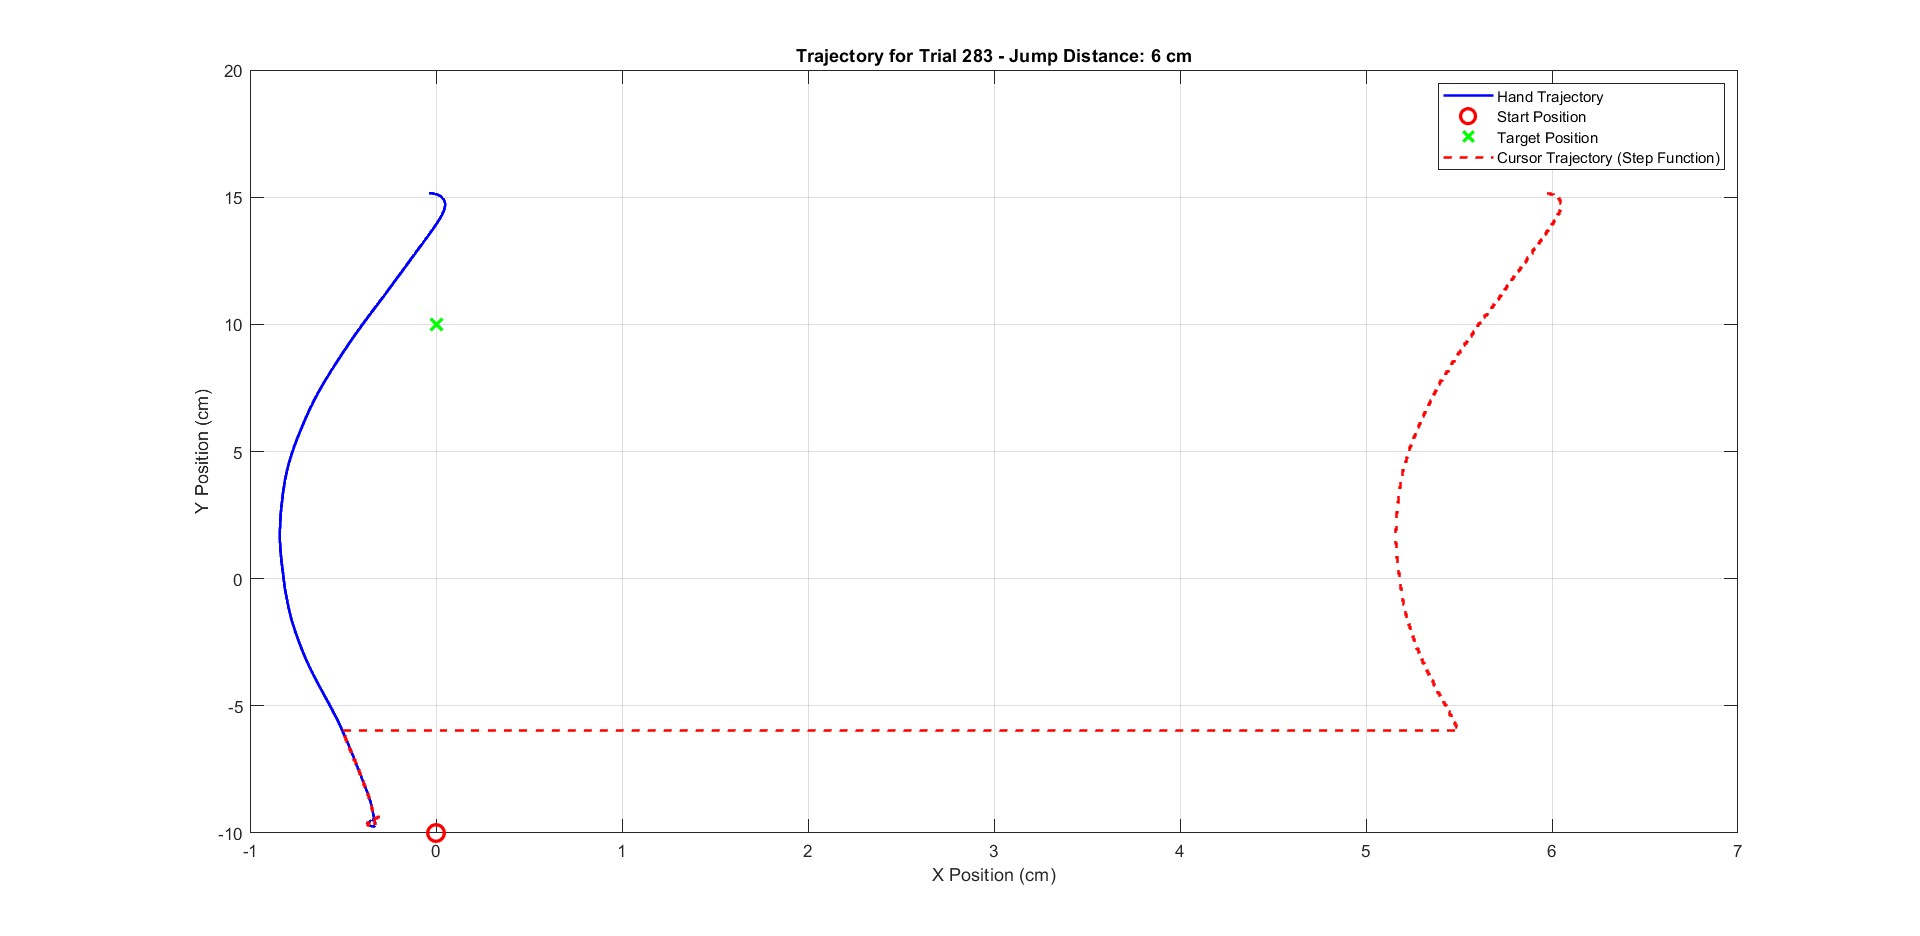 Trajectory for Trial 283 - Jump Distance: 6 cm
Hand Trajectory
Start Position
Target Position
Cursor Trajectory (Step Function)
20
15
10
5
0
-5
-10
Y Position (cm)
-1 0 1 2 3 4 5 6 7
X Position (cm)